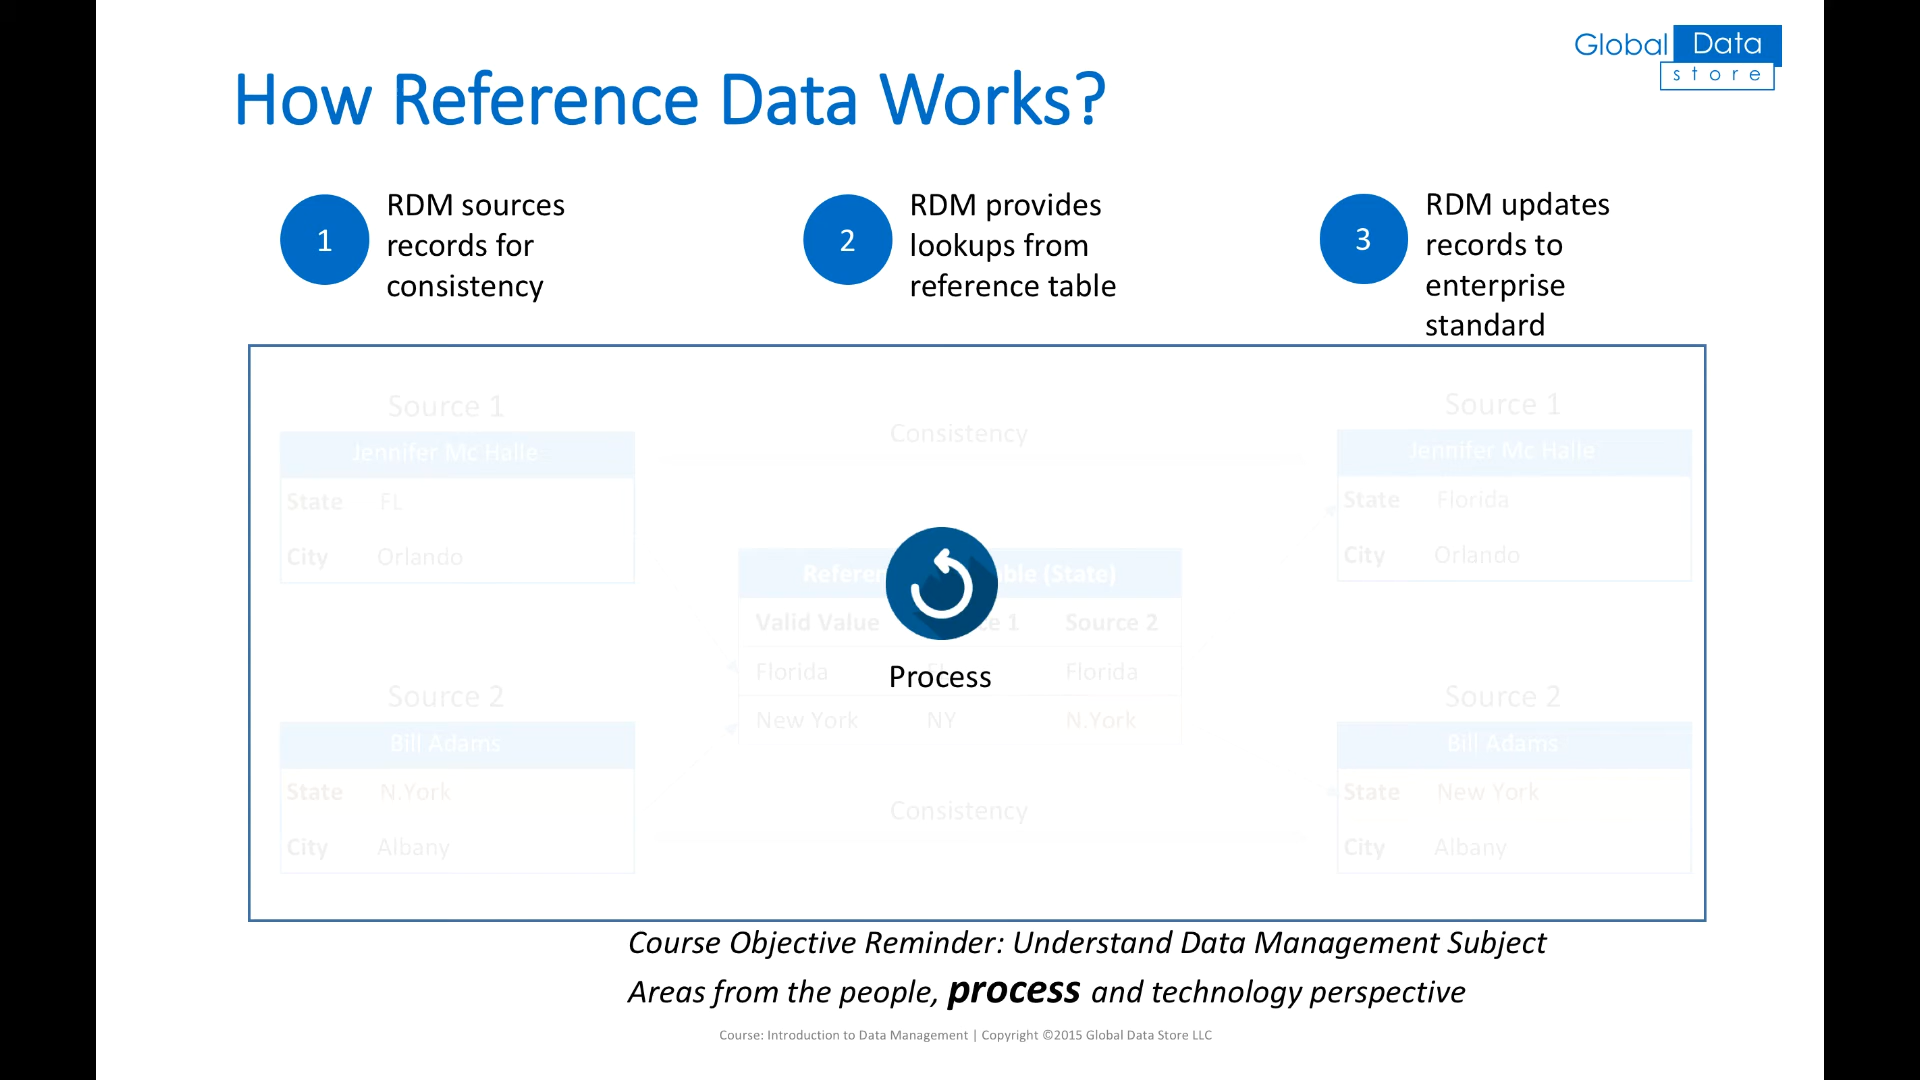 Global Data
store
How Reference Data Works?
1
RDM sources
records for
consistency
2
RDM provides
lookups from
reference table
3
RDM updates
records to
enterprise
standard
Source 1
Jennifer Mc Halle
State FL
City Orlando
Source 2
Bill Adams
State N.York
City Albany
Consistency
(State)
Valid Value 1 Source 2
Florida Florida
New York NY N.York
Process
Consistency
Source 1
Jennifer Mc Halle
State Florida
City Orlando
Source 2
Bill Adams
State New York
City Albany
Course Objective Reminder: Understand Data Management Subject
Areas from the people, process and technology perspective
Course: Introduction to Data Management | Copyright ©2015 Global Data Store LLC